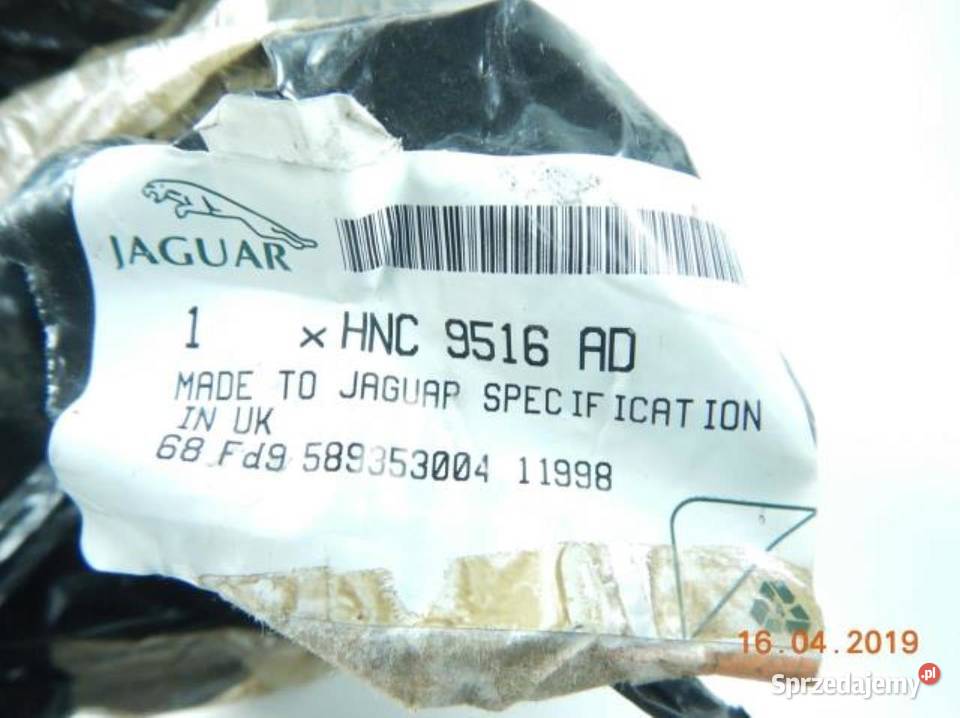 JAGUAR
1 x HNC 9516 AD
MADE TO JAGUAR SPECIFICATION
IN UK
68 Fd9 589353004 11998
16.04.2019
Sprzedajemy.pl